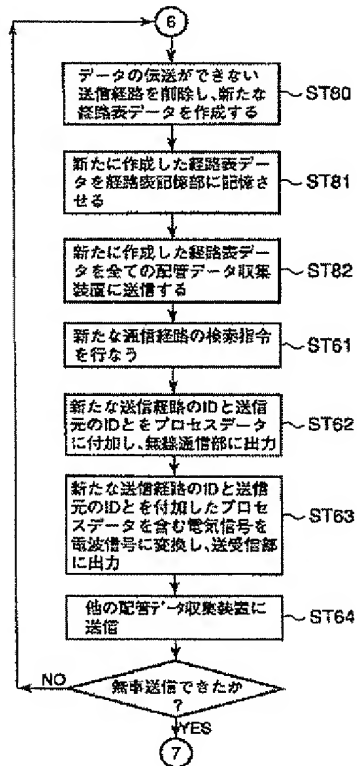 6
データの伝送ができない
送信経路を削除し、新たな
経路表データを作成する
ST80
新たに作成した経路表デー
タを経路表記憶部に記憶さ
せる
ST81
新たに作成した経路表デー
タを全ての配管データ収集
装置に送信する
ST82
新たな通信経路の検索指令
を行なう
ST61
新たな送信経路のIDと送信
元のIDとをプロセスデータ
に付加し、無線通信部に出力
ST62
新たな送信経路のIDと送信
元のIDとを付加したプロセ
スデータを含む電気信号を
電波信号に変換し、送受信部
に出力
ST63
他の配管データ収集装置に
送信
ST64
無事送信できたか
?
NO
YES
7